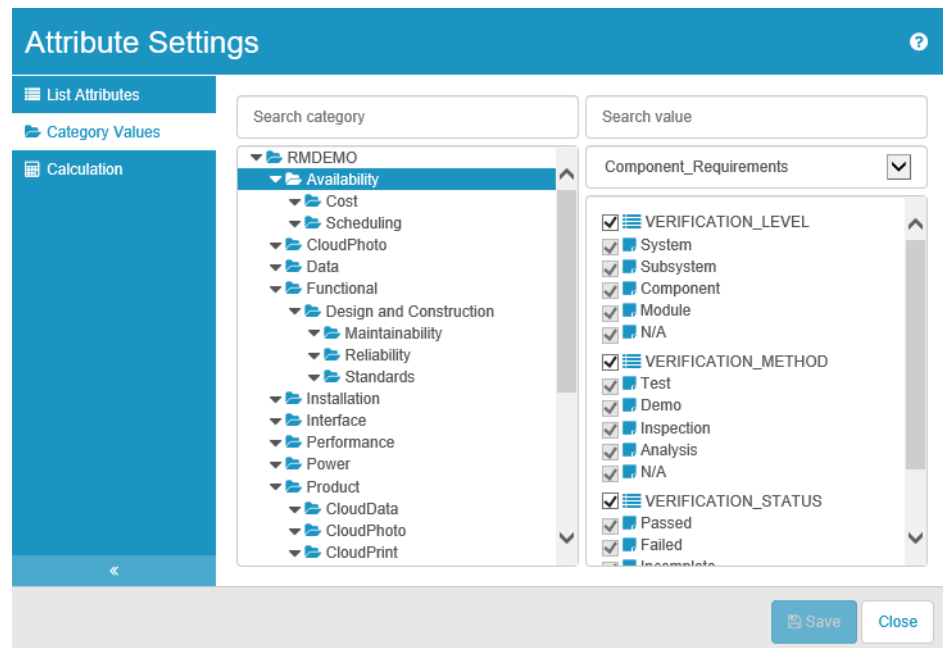 Attribute Settings
List Attributes
Category Values
Calculation
Search category
RMDEMO
Availability
Cost
Scheduling
CloudPhoto
Data
Functional
Design and Construction
Maintainability
Reliability
Standards
Installation
Interface
Performance
Power
Product
CloudData
CloudPhoto
CloudPrint
Search value
Component_Requirements
VERIFICATION_LEVEL
System
Subsystem
Component
Module
N/A
VERIFICATION_METHOD
Test
Demo
Inspection
Analysis
N/A
VERIFICATION_STATUS
Passed
Failed
Incomplete
Save
Close